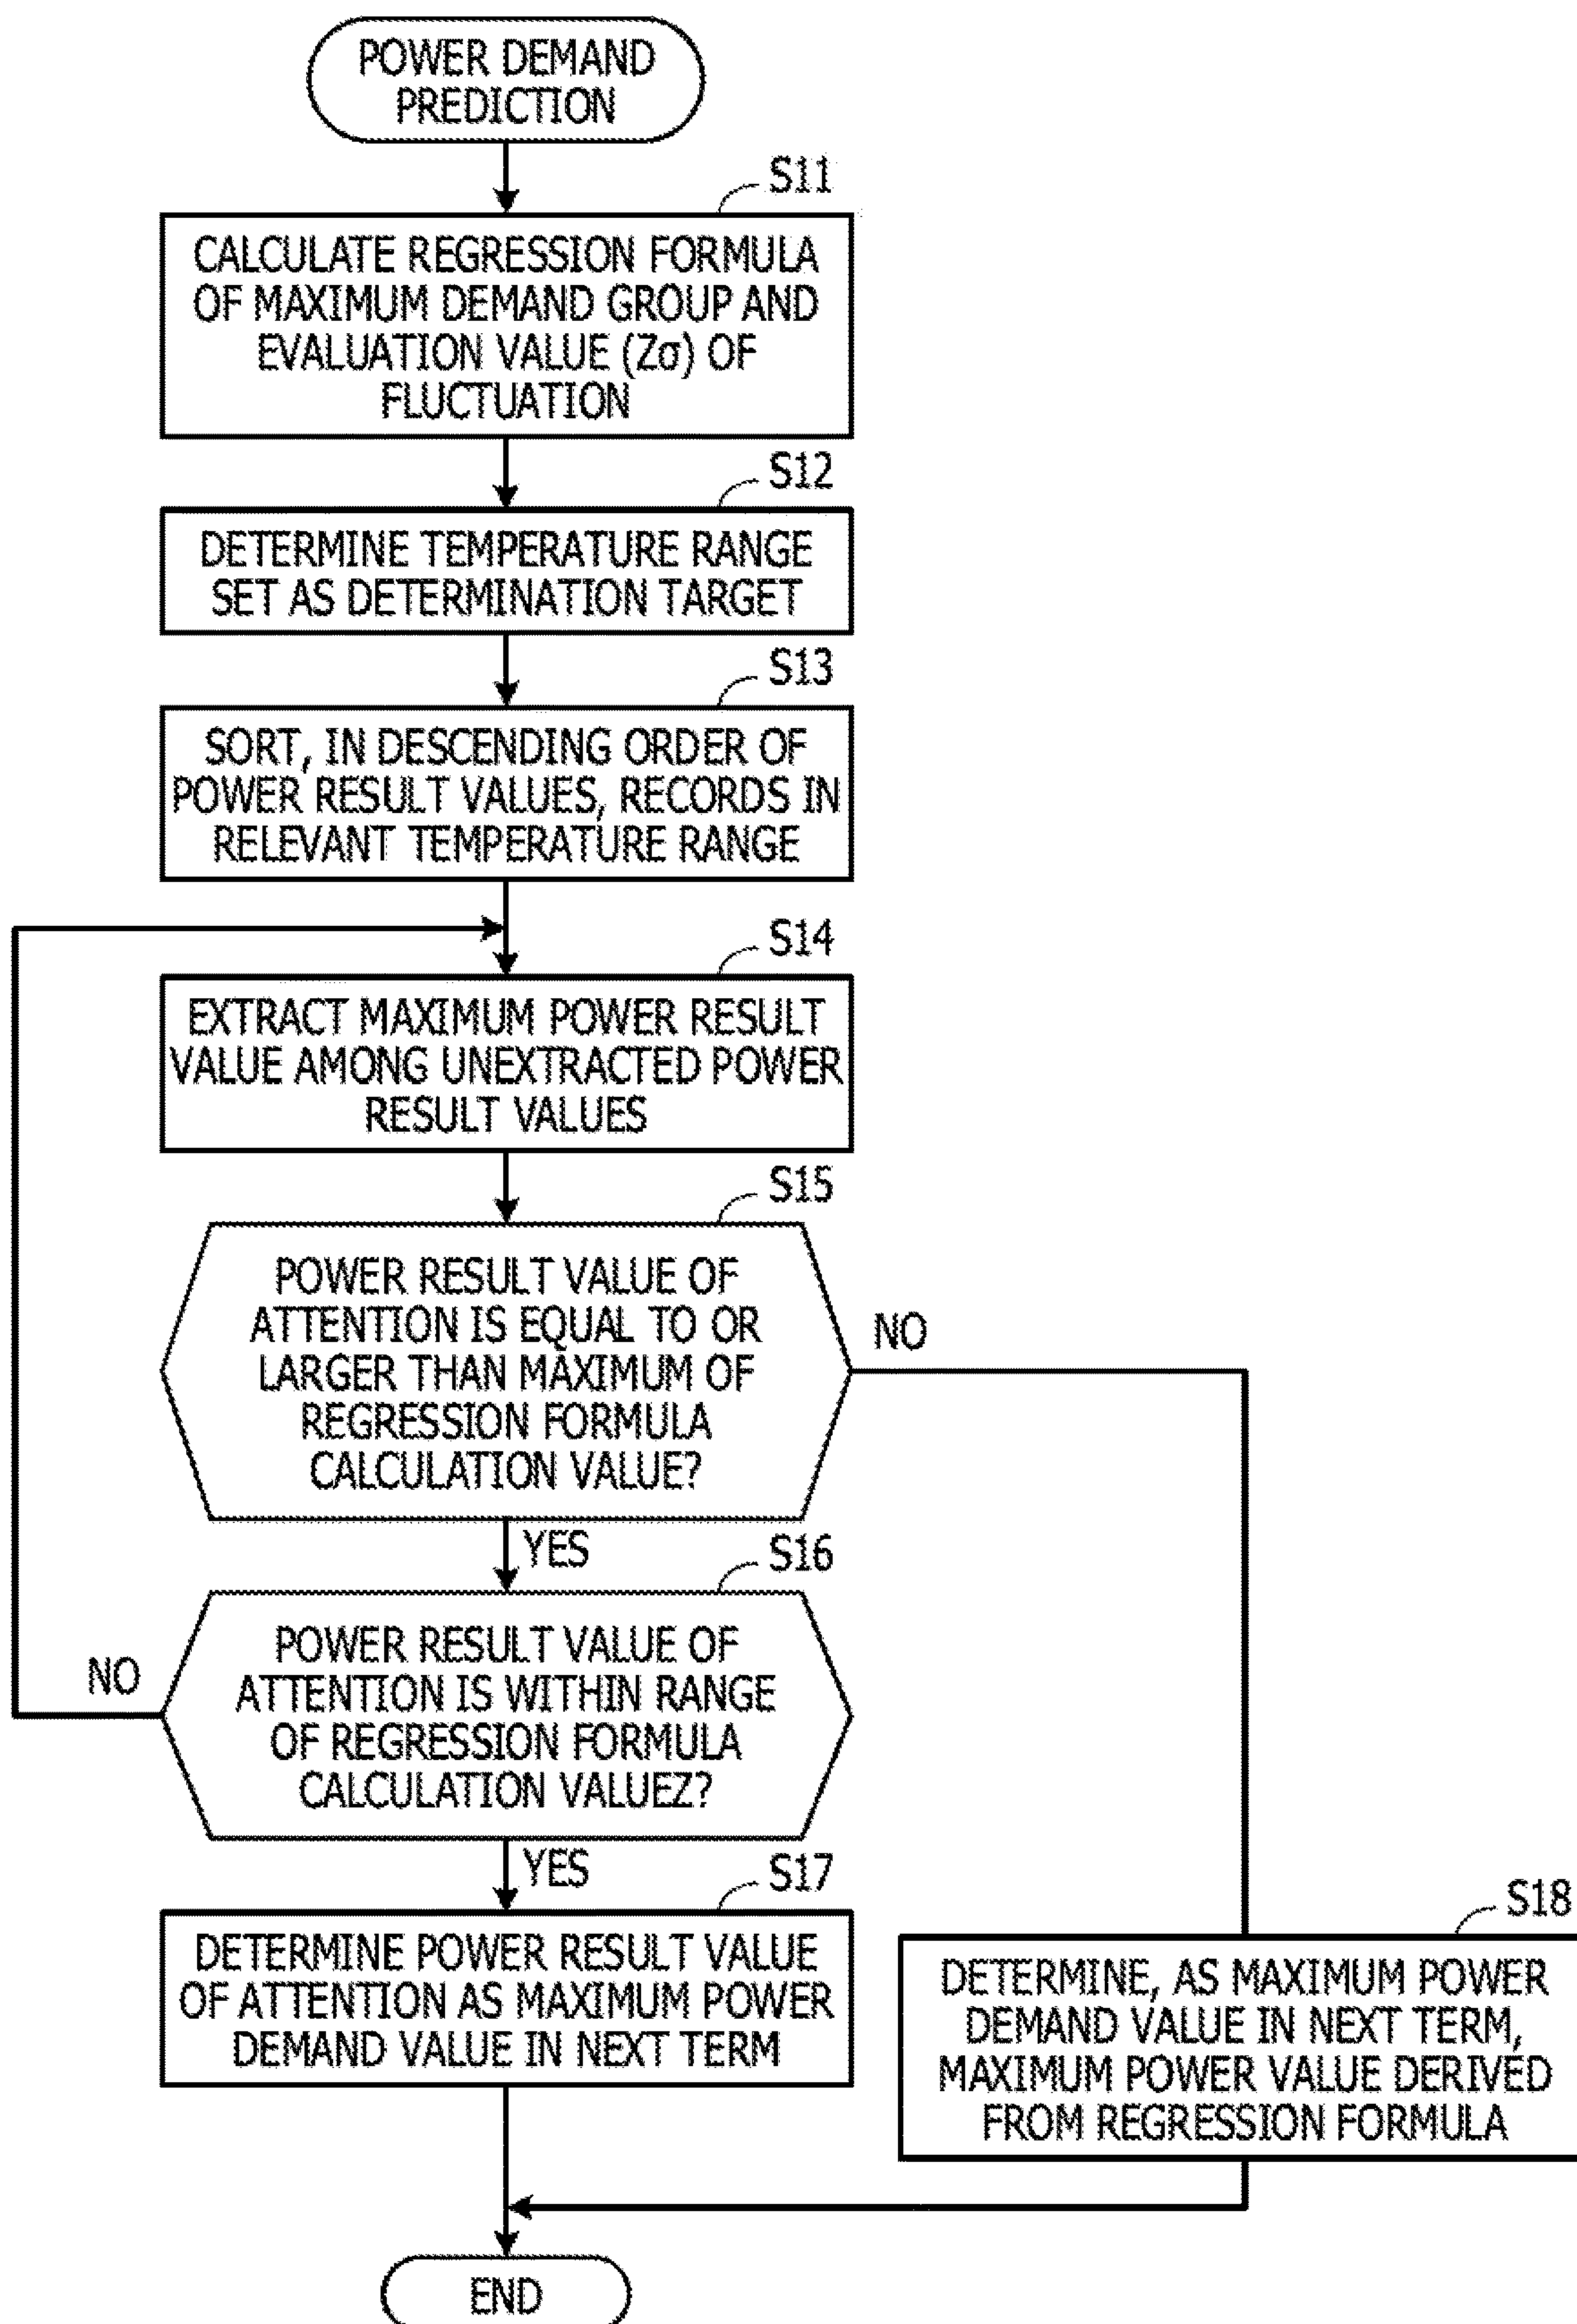 POWER DEMAND
PREDICTION
S11
CALCULATE REGRESSION FORMULA
OF MAXIMUM DEMAND GROUP AND
EVALUATION VALUE (Zσ) OF
FLUCTUATION
S12
DETERMINE TEMPERATURE RANGE
SET AS DETERMINATION TARGET
S13
SORT, IN DESCENDING ORDER OF
POWER RESULT VALUES, RECORDS IN
RELEVANT TEMPERATURE RANGE
S14
EXTRACT MAXIMUM POWER RESULT
VALUE AMONG UNEXTRACTED POWER
RESULT VALUES
S15
POWER RESULT VALUE OF
ATTENTION IS EQUAL TO OR
LARGER THAN MAXIMUM OF
REGRESSION FORMULA
CALCULATION VALUE?
NO
YES
S16
POWER RESULT VALUE OF
ATTENTION IS WITHIN RANGE
OF REGRESSION FORMULA
CALCULATION VALUEZ?
NO
YES
S17
DETERMINE POWER RESULT VALUE
OF ATTENTION AS MAXIMUM POWER
DEMAND VALUE IN NEXT TERM
S18
DETERMINE, AS MAXIMUM POWER
DEMAND VALUE IN NEXT TERM,
MAXIMUM POWER VALUE DERIVED
FROM REGRESSION FORMULA
END